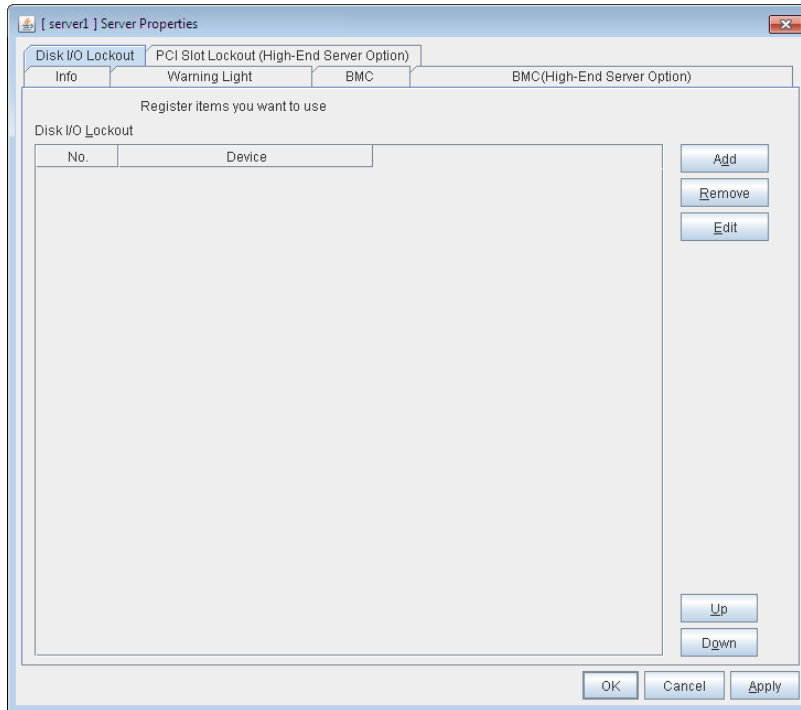 [ server1 ] Server Properties
Disk I/O Lockout PCI Slot Lockout (High-End Server Option)
Info Warning Light BMC BMC(High-End Server Option)
Register items you want to use
Disk I/O Lockout
No. Device
Add
Remove
Edit
Up
Down
OK Cancel Apply